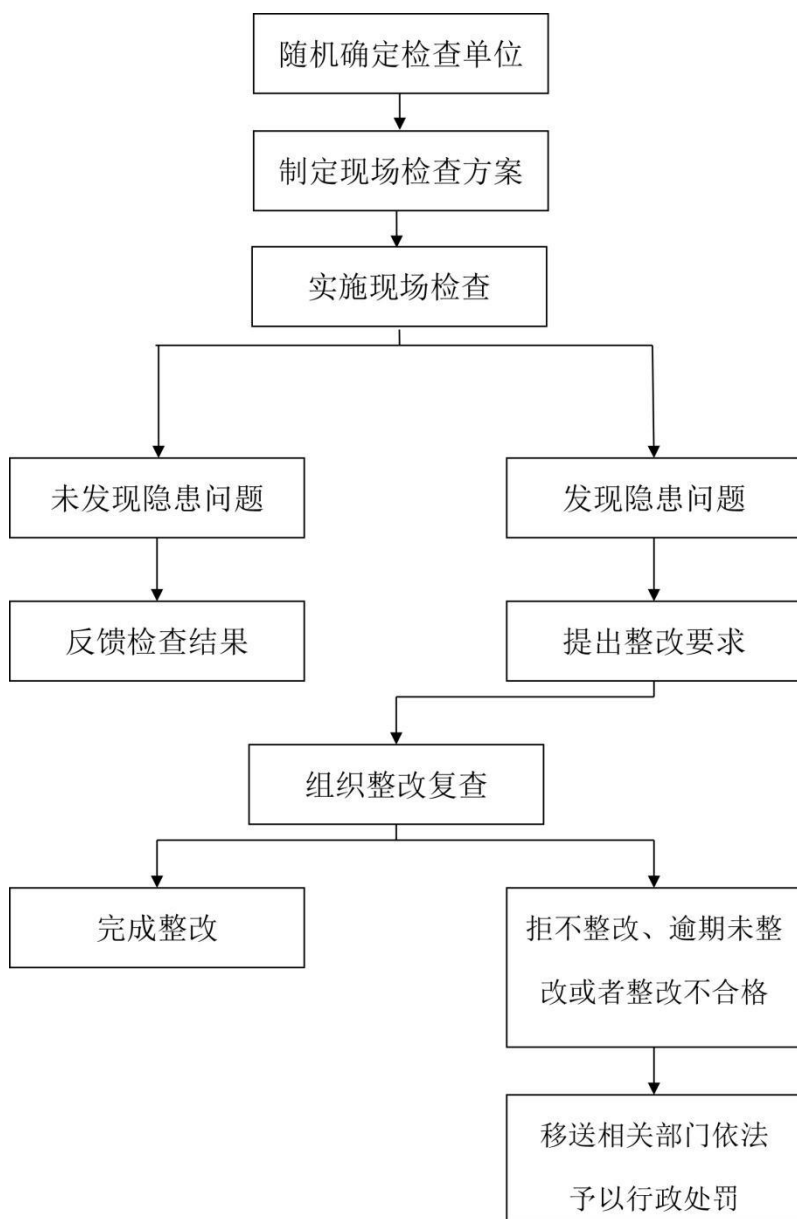 随机确定检查单位
制定现场检查方案
实施现场检查
未发现隐患问题
发现隐患问题
反馈检查结果
提出整改要求
组织整改复查
完成整改
拒不整改、逾期未整
改或者整改不合格
移送相关部门依法
予以行政处罚